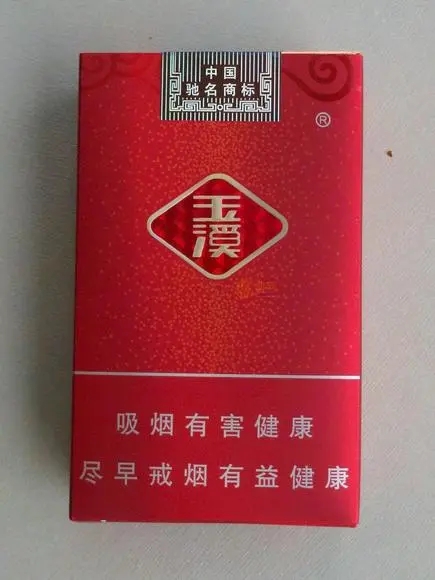 中国
驰名商标
®
玉
溪
吸烟有害健康
尽早戒烟有益健康